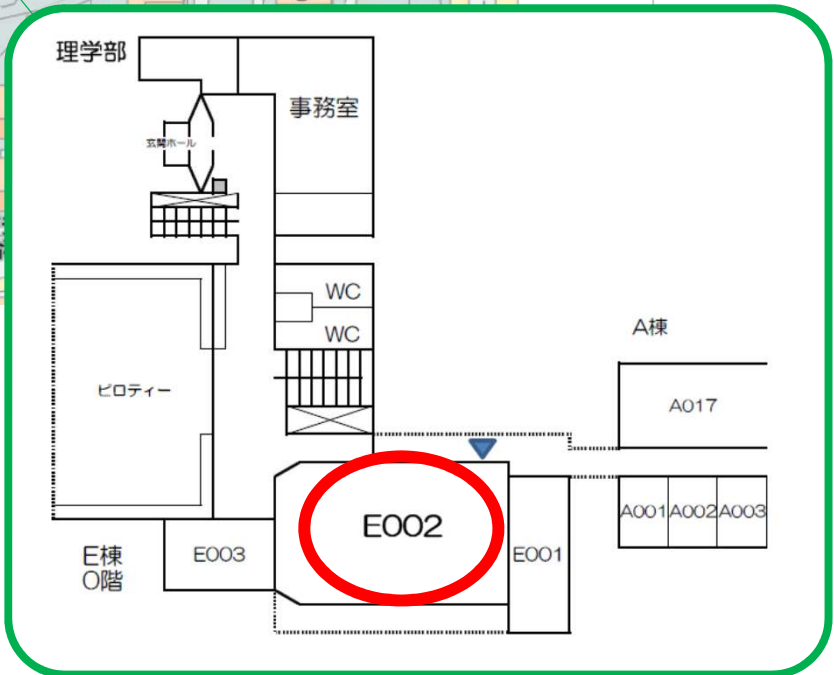 理学部
事務室
玄関ホール
WC
WC
A棟
ピロティー
A017
E002
A001 A002 A003
E001
E003
E棟
0階